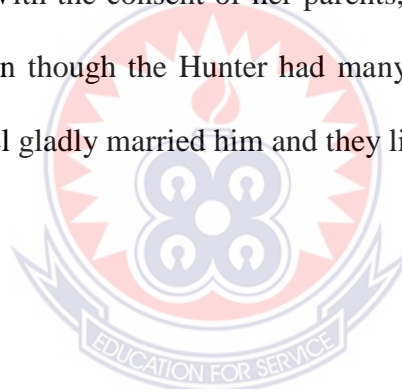 with the consent of her parents,
n though the Hunter had many
l gladly married him and they li
EDUCATION FOR SERVICE